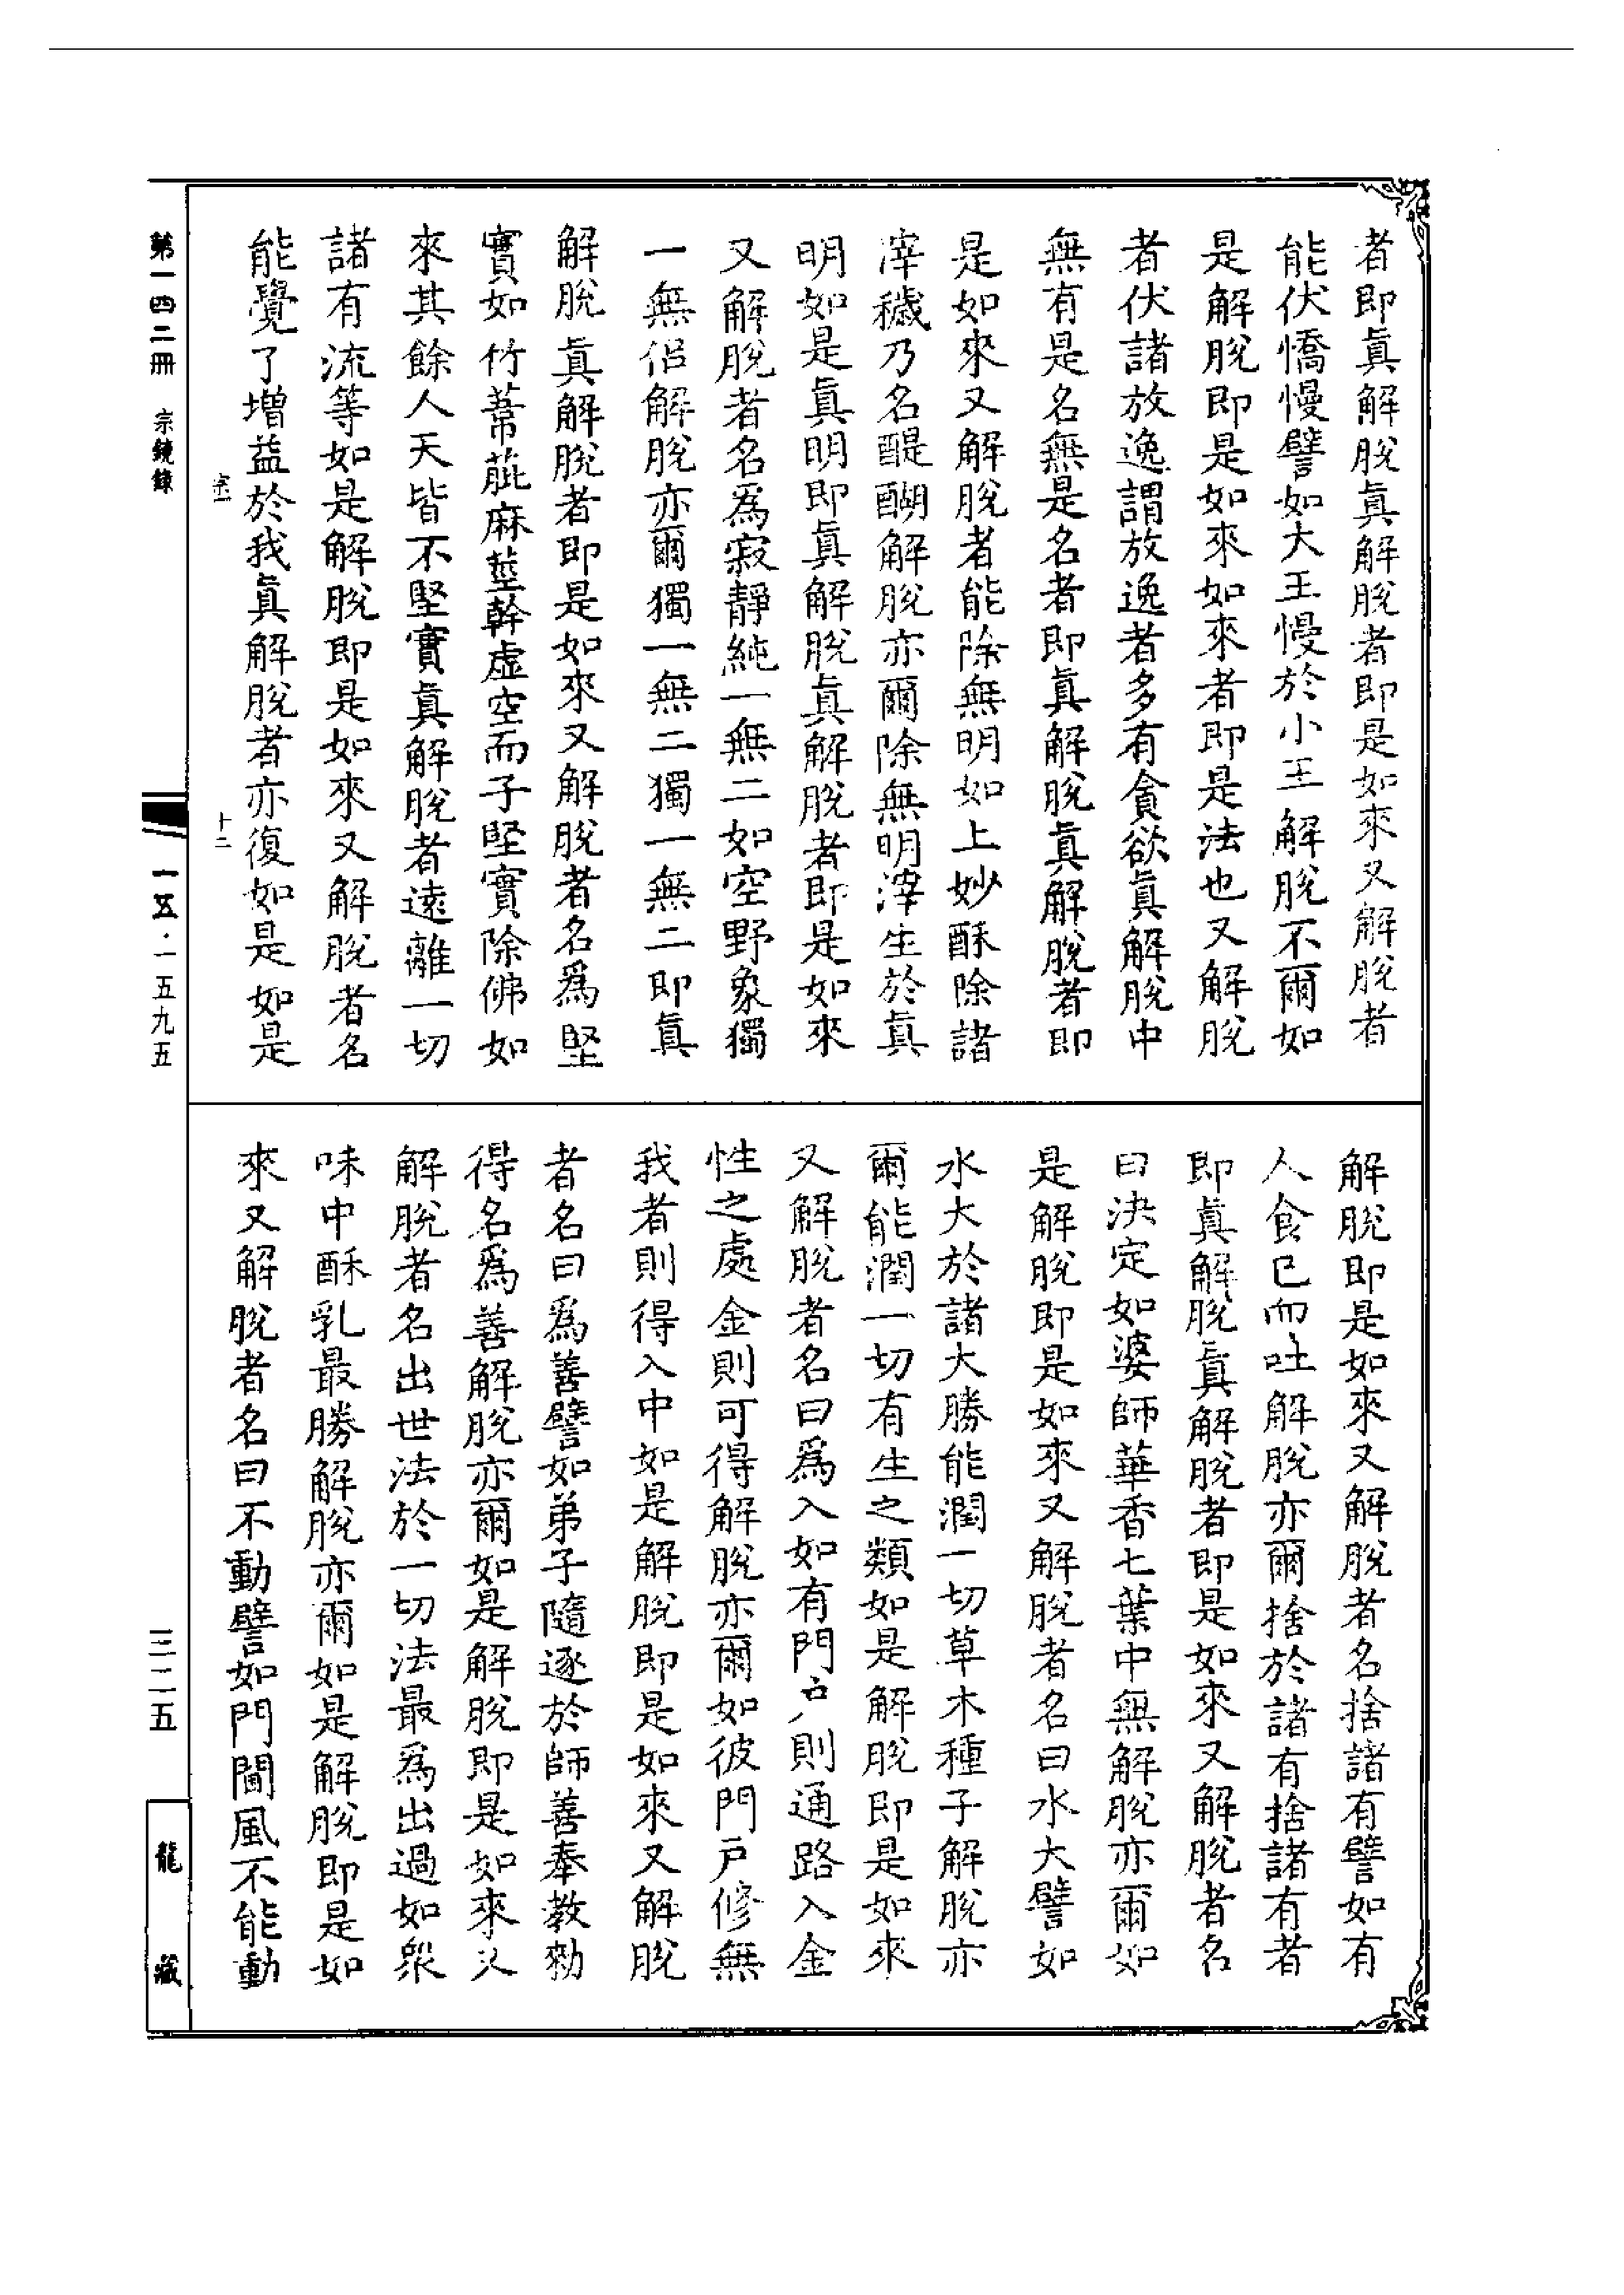 者即眞解脫眞解脫者即是如來又解脫者
能伏憍慢譬如大王慢於小王解脫不爾如
是解脫即是如來如來者即是法也又解脫
者伏諸放逸謂放逸者多有貪欲眞解脫中
無有是名無是名者即眞解脫眞解脫者即
是如來又解脫者能除無明如上妙酥除諸
滓穢乃名醍醐解脫亦爾除無明滓生於眞
明如是眞明即眞解脫眞解脫者即是如來
又解脫者名爲寂靜純一無二如空野象獨
一無侶解脫亦爾獨一無二獨一無二即眞
解脫眞解脫者即是如來又解脫者名爲堅
實如竹葦蓖麻莖幹虛空而子堅實除佛如
來其餘人天皆不堅實眞解脫者遠離一切
諸有流等如是解脫即是如來又解脫者名
能覺了增益於我眞解脫者亦復如是如是
解脫即是如來又解脫者名捨諸有譬如有
人食已而吐解脫亦爾捨於諸有捨諸有者
即眞解脫眞解脫者即是如來又解脫者名
曰決定如婆師華香七葉中無解脫亦爾如
是解脫即是如來又解脫者名曰水大譬如
水大於諸大勝能潤一切草木種子解脫亦
爾能潤一切有生之類如是解脫即是如來
又解脫者名曰爲入如有門戶則通路入金
性之處金則可得解脫亦爾如彼門戶修無
我者則得入中如是解脫即是如來又解脫
者名曰爲善譬如弟子隨逐於師善奉教勑
得名爲善解脫亦爾如是解脫即是如來又
解脫者名出世法於一切法最爲出過如眾
味中酥乳最勝解脫亦爾如是解脫即是如
來又解脫者名曰不動譬如門閫風不能動
第一四二冊 宗鏡錄
十二
一五·一五九五
三二五
龍藏